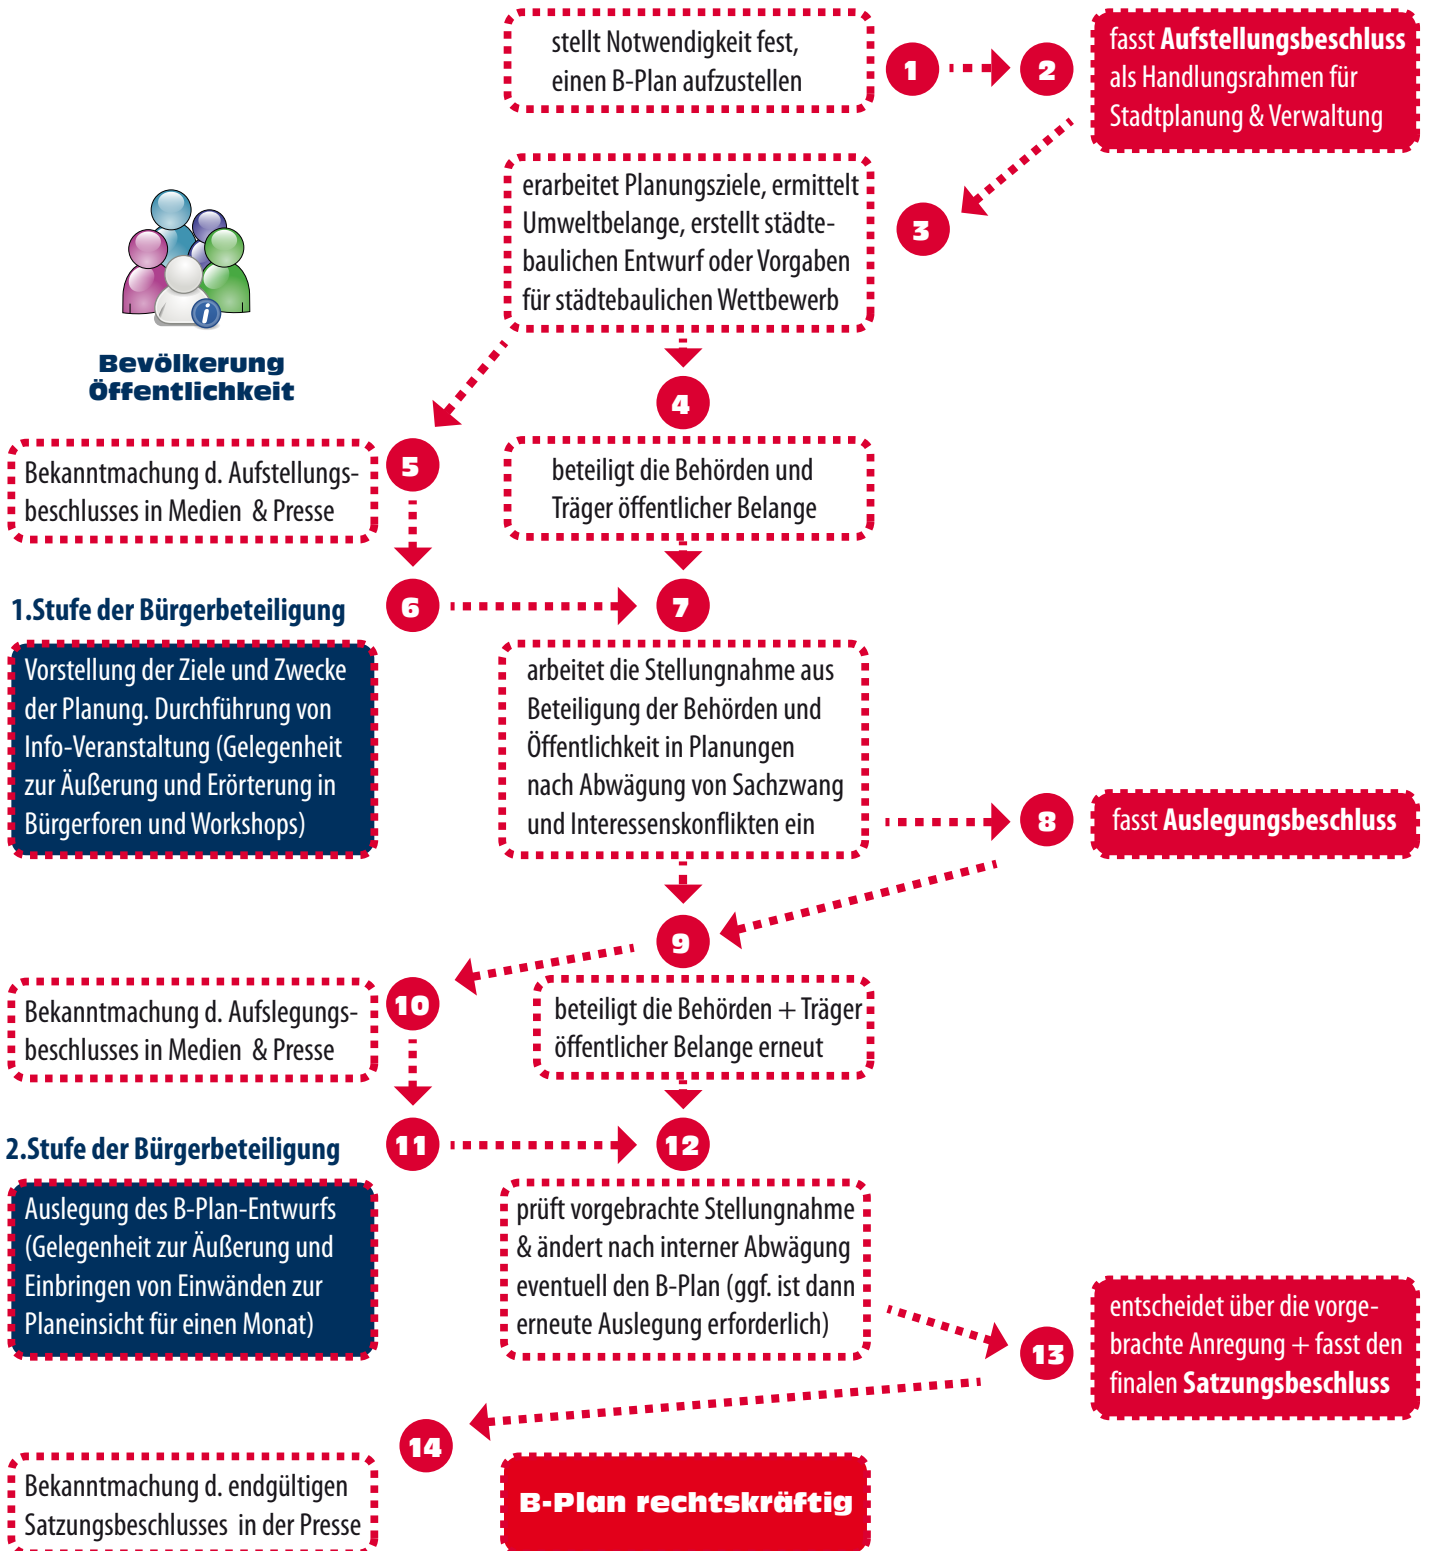 stellt Notwendigkeit fest,
einen B-Plan aufzustellen
1
2
fasst Aufstellungsbeschluss
als Handlungsrahmen für
Stadtplanung & Verwaltung
erarbeitet Planungsziele, ermittelt
Umweltbelange, erstellt städte-
baulichen Entwurf oder Vorgaben
für städtebaulichen Wettbewerb
3
i
Bevölkerung
Öffentlichkeit
4
5
Bekanntmachung d. Aufstellungs-
beschlusses in Medien & Presse
beteiligt die Behörden und
Träger öffentlicher Belange
1.Stufe der Bürgerbeteiligung
6
7
Vorstellung der Ziele und Zwecke
der Planung. Durchführung von
Info-Veranstaltung (Gelegenheit
zur Äußerung und Erörterung in
Bürgerforen und Workshops)
arbeitet die Stellungnahme aus
Beteiligung der Behörden und
Öffentlichkeit in Planungen
nach Abwägung von Sachzwang
und Interessenskonflikten ein
8
fasst Auslegungsbeschluss
9
10
Bekanntmachung d. Aufslegungs-
beschlusses in Medien & Presse
beteiligt die Behörden + Träger
öffentlicher Belange erneut
2.Stufe der Bürgerbeteiligung
11
12
Auslegung des B-Plan-Entwurfs
(Gelegenheit zur Äußerung und
Einbringen von Einwänden zur
Planeinsicht für einen Monat)
prüft vorgebrachte Stellungnahme
& ändert nach interner Abwägung
eventuell den B-Plan (ggf. ist dann
erneute Auslegung erforderlich)
13
entscheidet über die vorge-
brachte Anregung + fasst den
finalen Satzungsbeschluss
14
Bekanntmachung d. endgültigen
Satzungsbeschlusses in der Presse
B-Plan rechtskräftig